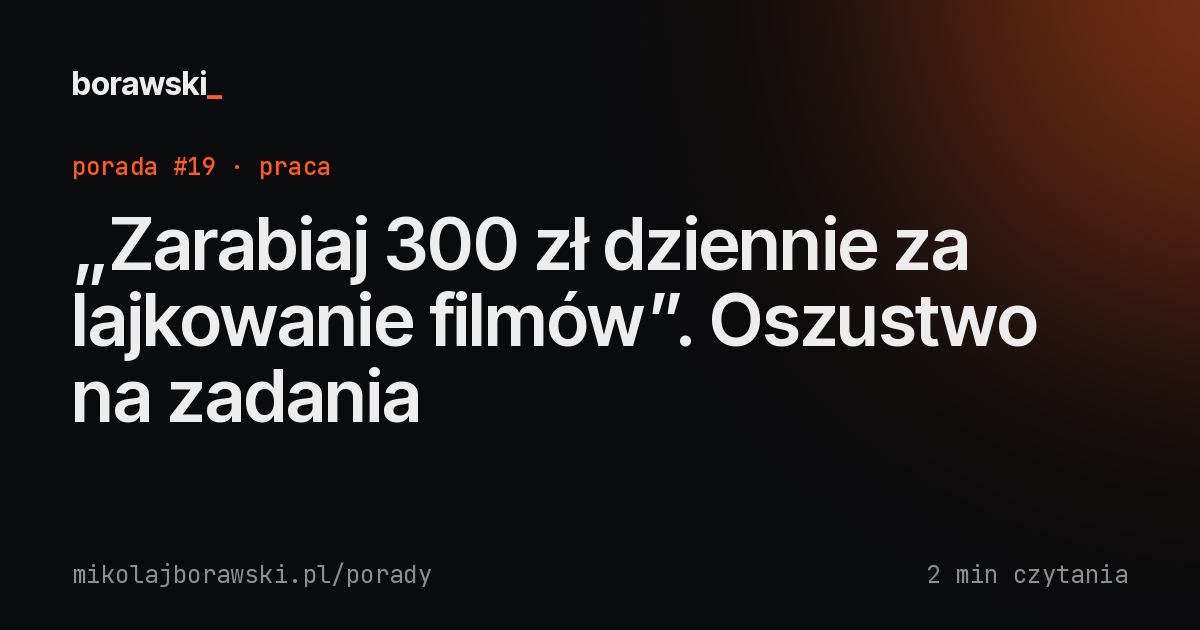 borawski_
porada #19 · praca
„Zarabiaj 300 zł dziennie za
lajkowanie filmów”. Oszustwo
na zadania
mikolajborawski.pl/porady
2 min czytania